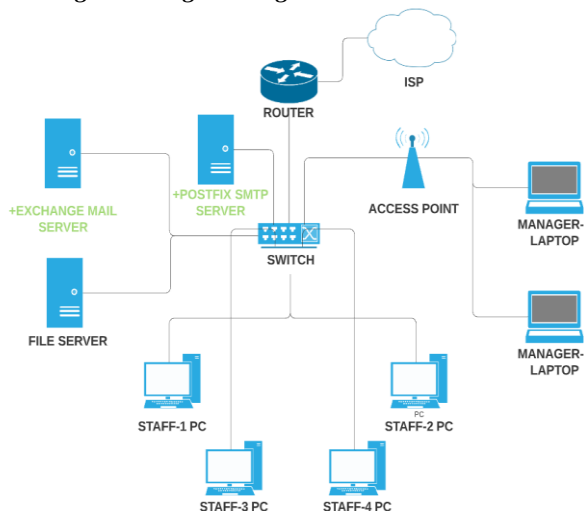 ISP
ROUTER
+POSTFIX SMTP
SERVER
+EXCHANGE MAIL
SERVER
ACCESS POINT
MANAGER-
LAPTOP
SWITCH
FILE SERVER
MANAGER-
LAPTOP
PC
STAFF-1 PC
STAFF-2 PC
STAFF-3 PC
STAFF-4 PC